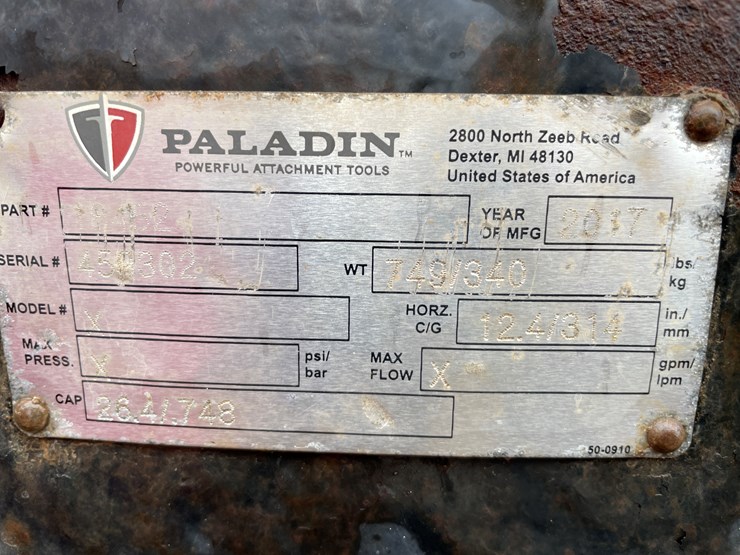 PALADIN™
POWERFUL ATTACHMENT TOOLS
2800 North Zeeb Road
Dexter, MI 48130
United States of America
PART #
YEAR OF MFG 2017
SERIAL #
WT 749/340 lbs/kg
MODEL # X
HORZ. C/G 12.4/314 in./mm
MAX PRESS. X psi/bar
MAX FLOW X gpm/lpm
CAP 26.4/.748
50-0910